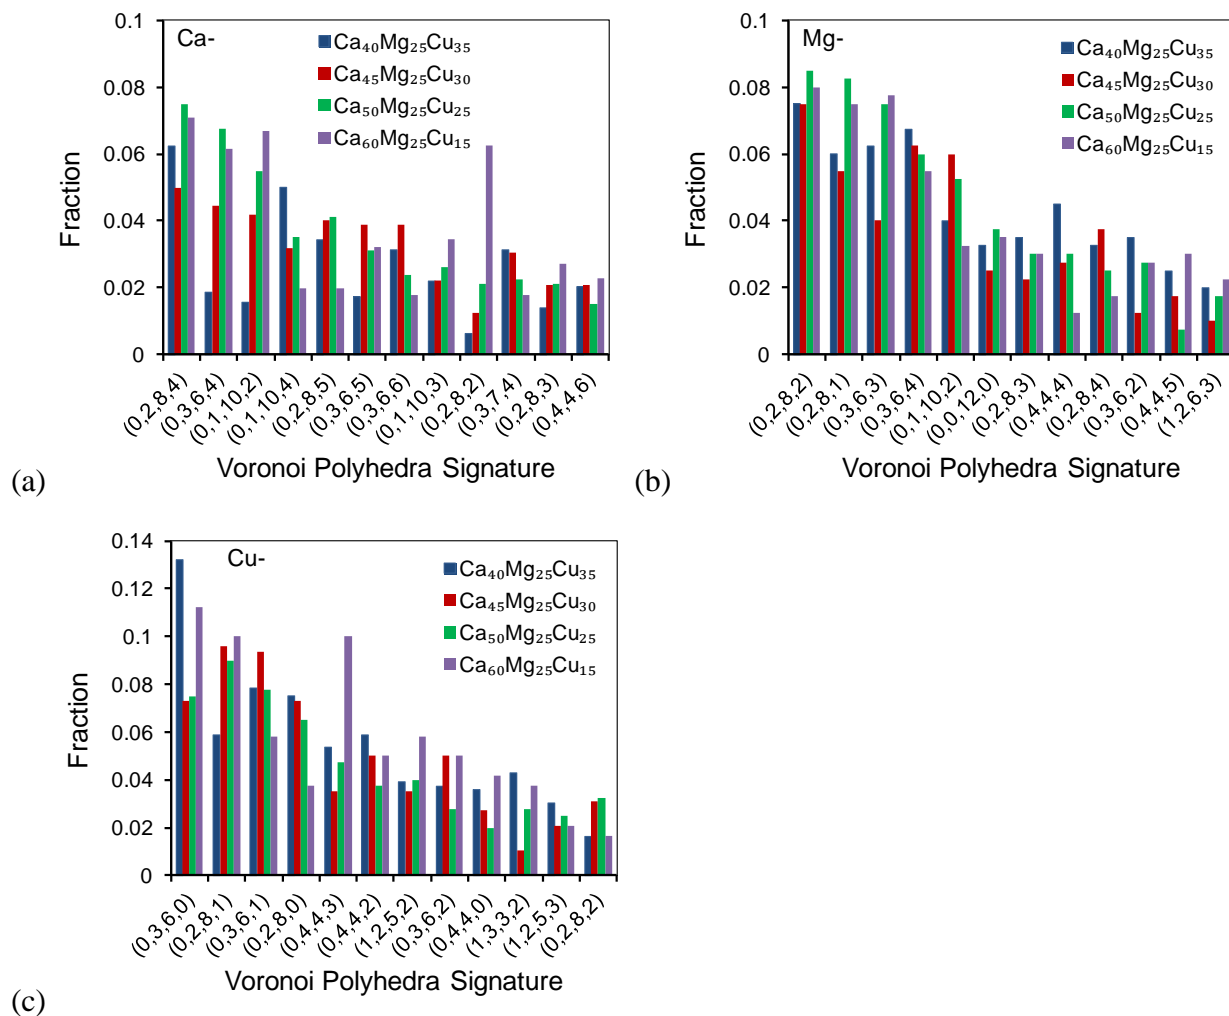 0.1
0.08
0.06
0.04
0.02
0
Fraction
Ca-
Ca₄₀Mg₂₅Cu₃₅
Ca₄₅Mg₂₅Cu₃₀
Ca₅₀Mg₂₅Cu₂₅
Ca₆₀Mg₂₅Cu₁₅
(0,2,8,4)
(0,3,6,4)
(0,1,10,2)
(0,1,10,4)
(0,2,8,5)
(0,3,6,5)
(0,3,6,6)
(0,1,10,3)
(0,2,8,2)
(0,3,7,4)
(0,2,8,3)
(0,4,4,6)
Voronoi Polyhedra Signature
(a)
0.1
0.08
0.06
0.04
0.02
0
Fraction
Mg-
Ca₄₀Mg₂₅Cu₃₅
Ca₄₅Mg₂₅Cu₃₀
Ca₅₀Mg₂₅Cu₂₅
Ca₆₀Mg₂₅Cu₁₅
(0,2,8,2)
(0,2,8,1)
(0,3,6,3)
(0,3,6,4)
(0,1,10,2)
(0,0,12,0)
(0,2,8,3)
(0,4,4,4)
(0,2,8,4)
(0,3,6,2)
(0,4,4,5)
(1,2,6,3)
Voronoi Polyhedra Signature
(b)
0.14
0.12
0.1
0.08
0.06
0.04
0.02
0
Fraction
Cu-
Ca₄₀Mg₂₅Cu₃₅
Ca₄₅Mg₂₅Cu₃₀
Ca₅₀Mg₂₅Cu₂₅
Ca₆₀Mg₂₅Cu₁₅
(0,3,6,0)
(0,2,8,1)
(0,3,6,1)
(0,2,8,0)
(0,4,4,3)
(0,4,4,2)
(1,2,5,2)
(0,3,6,2)
(0,4,4,0)
(1,3,3,2)
(1,2,5,3)
(0,2,8,2)
Voronoi Polyhedra Signature
(c)